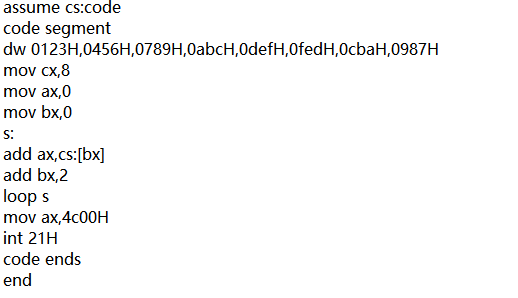 assume cs:code
code segment
dw 0123H,0456H,0789H,0abcH,0defH,0fedH,0cbaH,0987H
mov cx,8
mov ax,0
mov bx,0
s:
add ax,cs:[bx]
add bx,2
loop s
mov ax,4c00H
int 21H
code ends
end